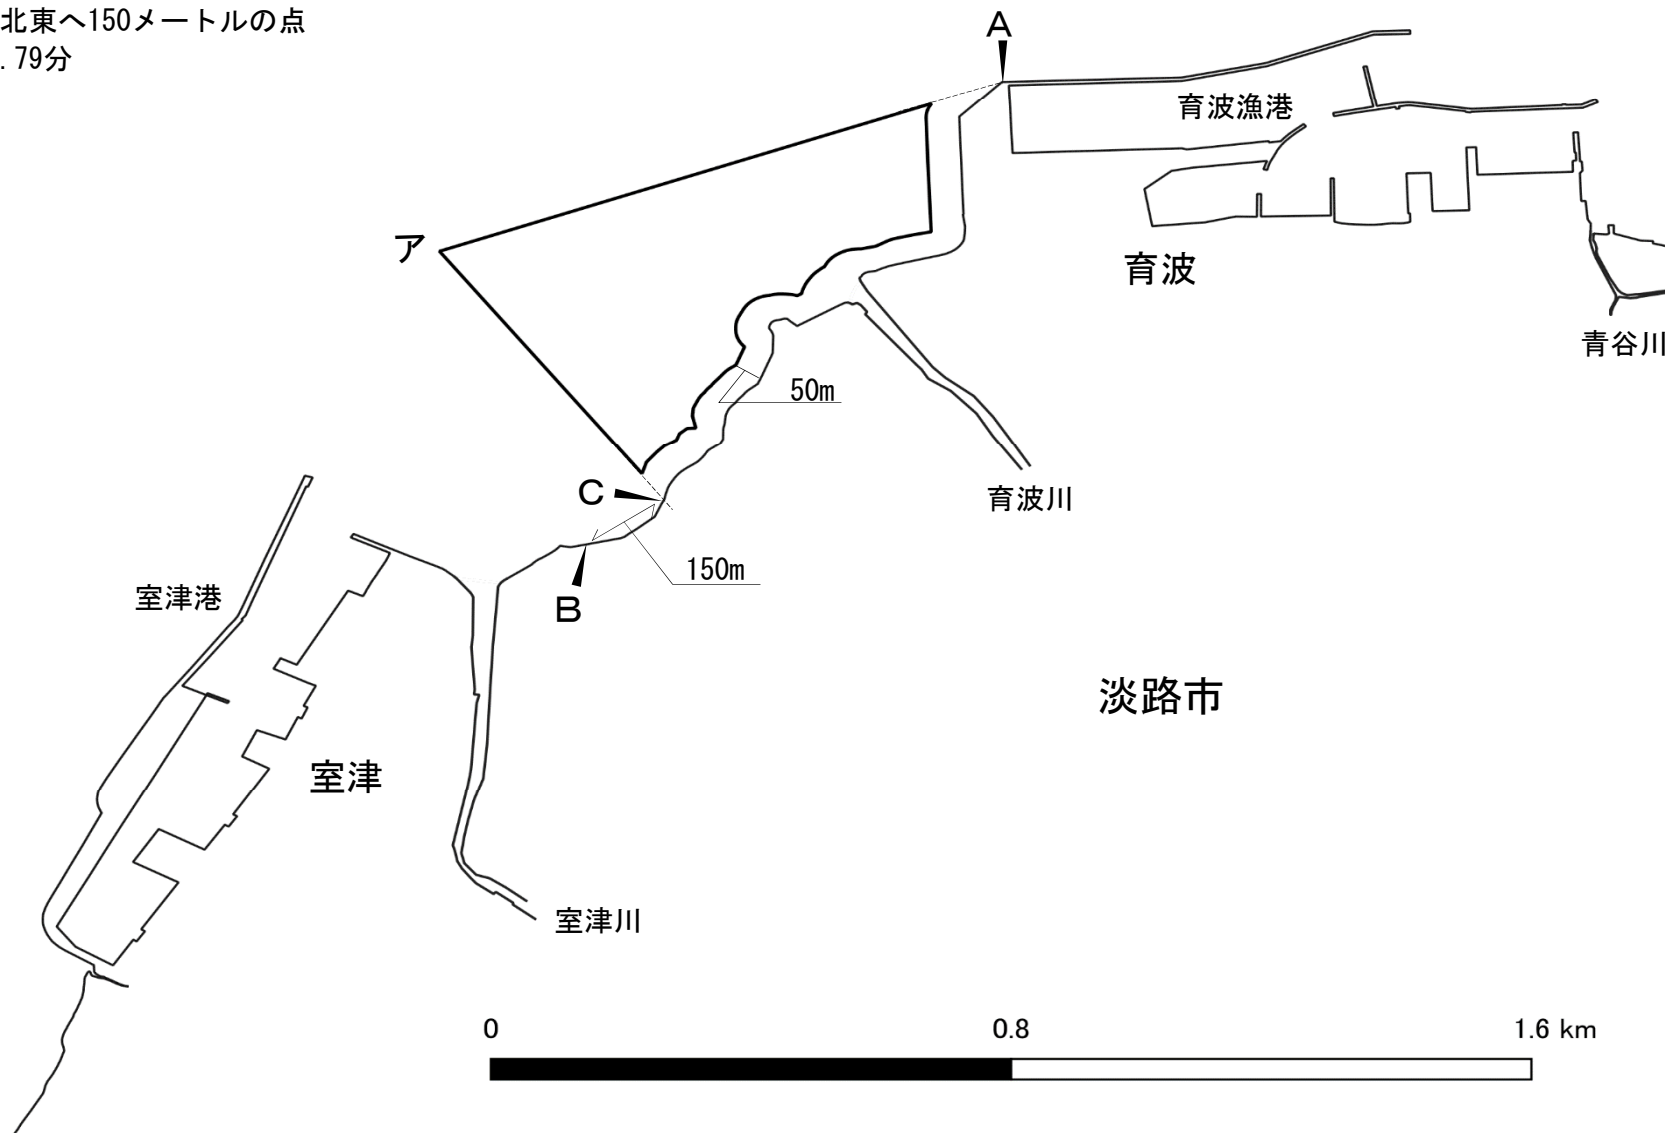 北東へ150メートルの点
.79分
A
育波漁港
ア
育波
青谷川
50m
C
育波川
150m
室津港
B
淡路市
室津
室津川
0 0.8 1.6 km